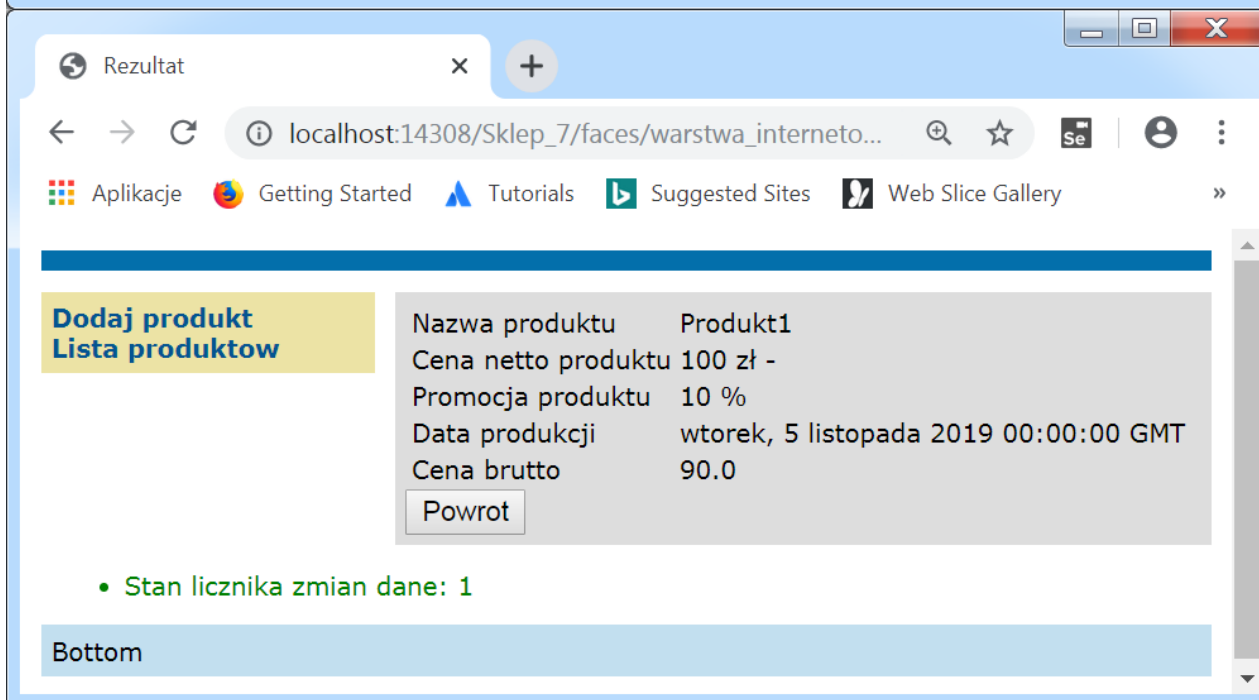 Rezultat
localhost:14308/Sklep_7/faces/warstwa_interneto...
Se
Aplikacje Getting Started Tutorials Suggested Sites Web Slice Gallery »
Dodaj produkt
Lista produktow
Nazwa produktu Produkt1
Cena netto produktu 100 zł -
Promocja produktu 10 %
Data produkcji wtorek, 5 listopada 2019 00:00:00 GMT
Cena brutto 90.0
Powrot
• Stan licznika zmian dane: 1
Bottom